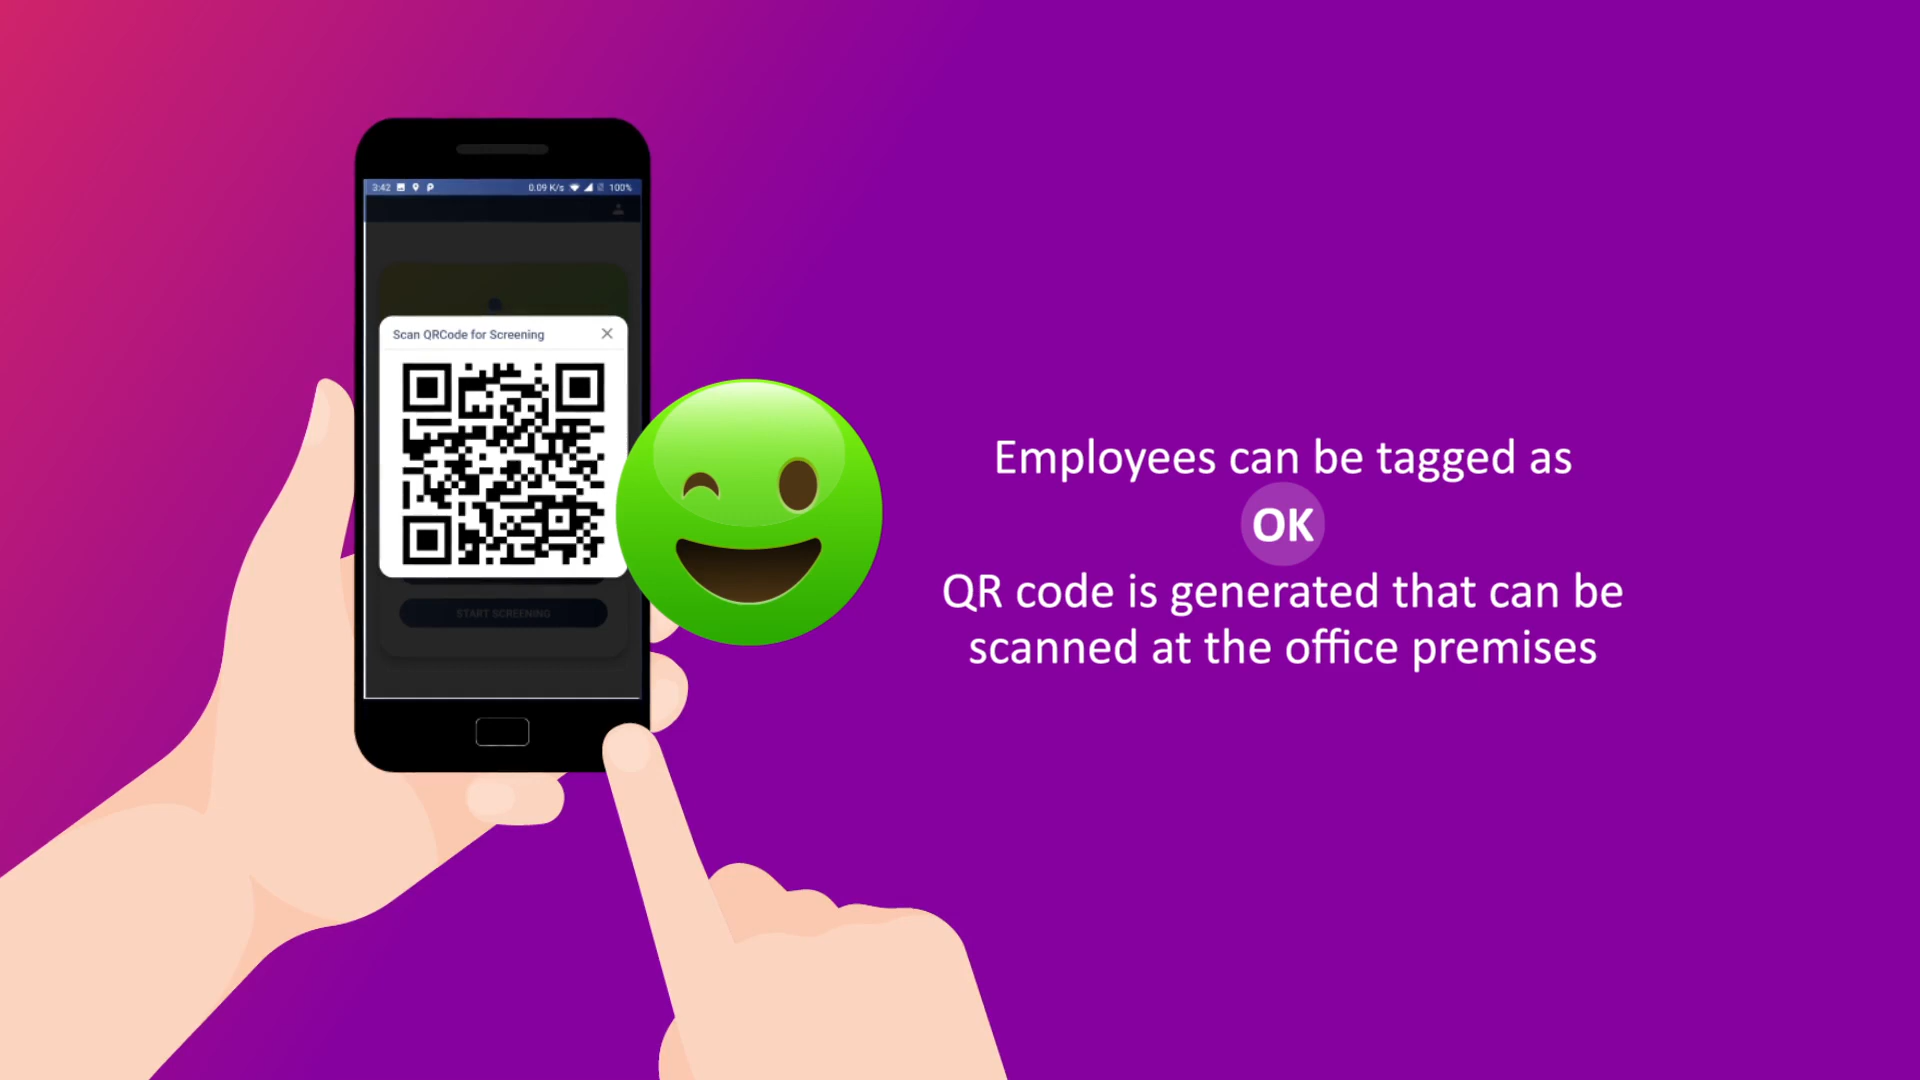 3:42 0.09 K/s 100%
Scan QRCode for Screening
START SCREENING
Employees can be tagged as
OK
QR code is generated that can be
scanned at the office premises